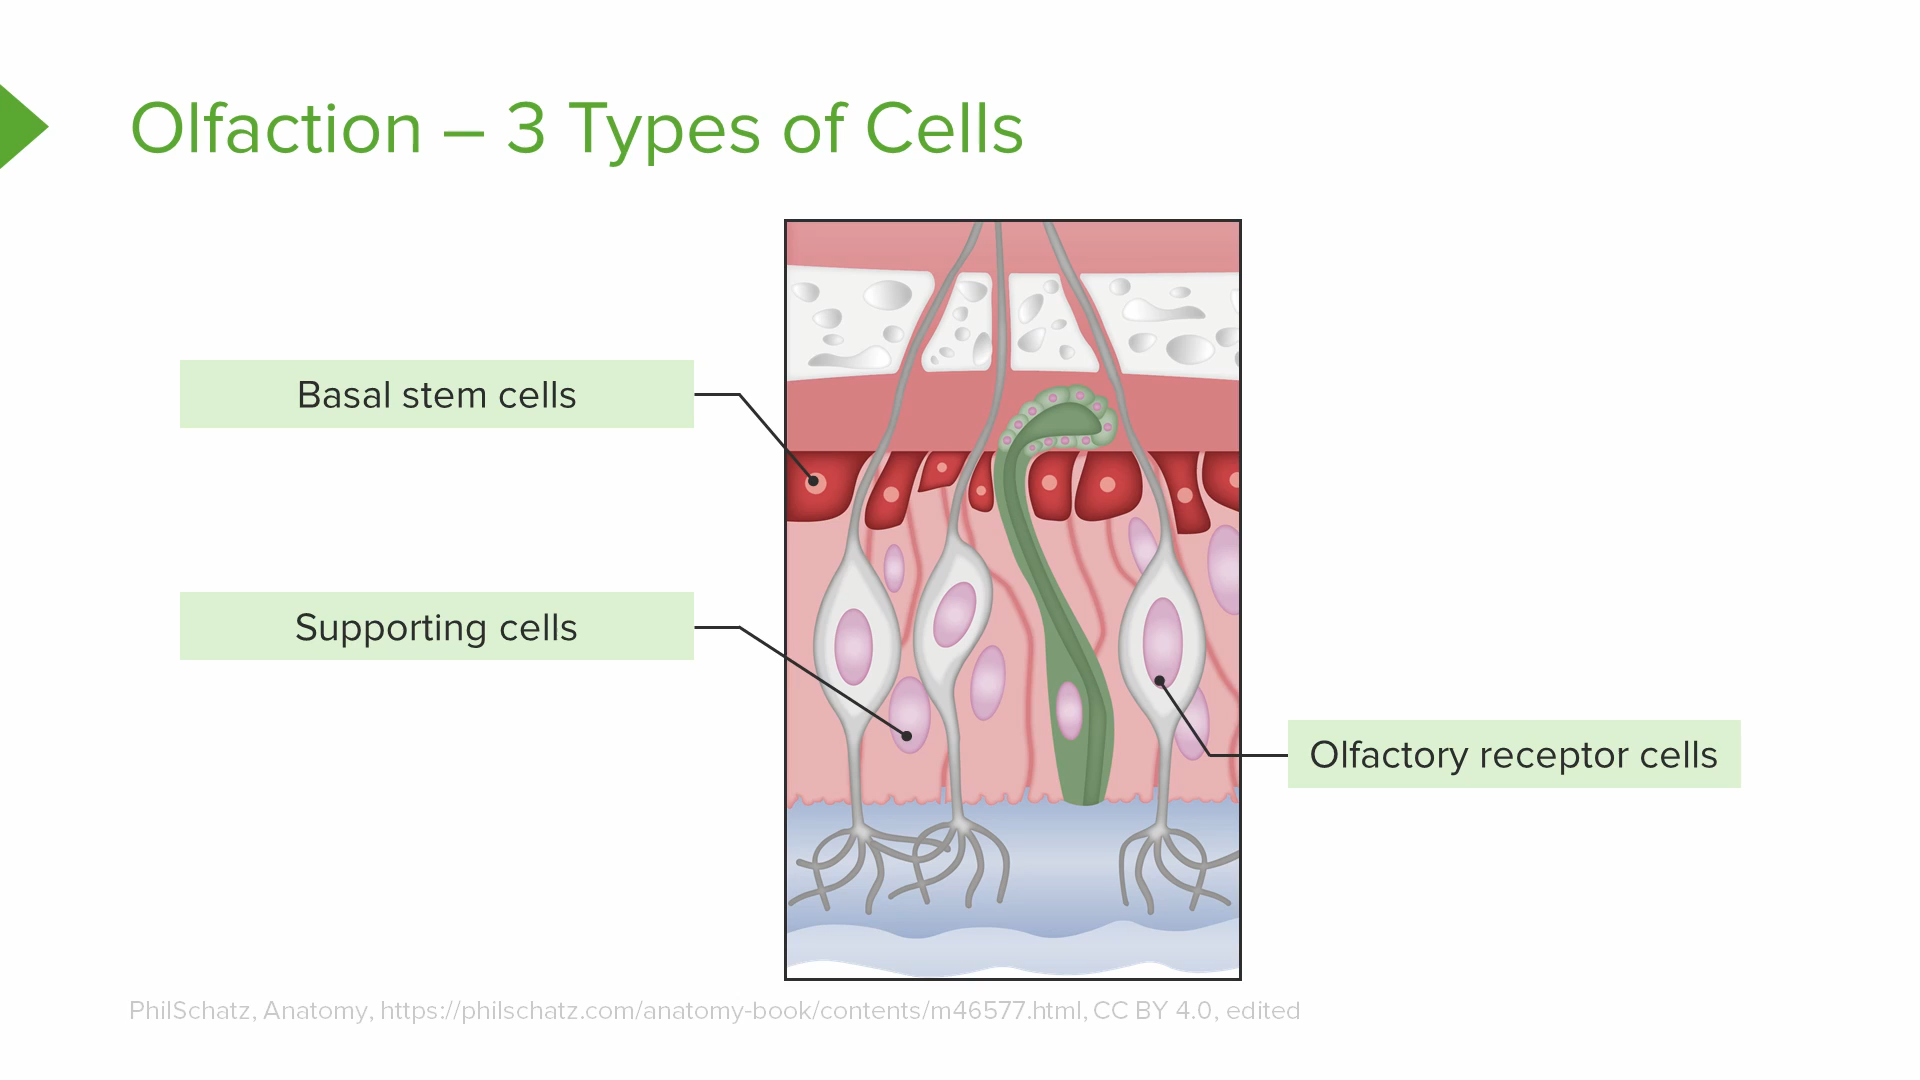 Olfaction – 3 Types of Cells
Basal stem cells
Supporting cells
Olfactory receptor cells
PhilSchatz, Anatomy, https://philschatz.com/anatomy-book/contents/m46577.html, CC BY 4.0, edited